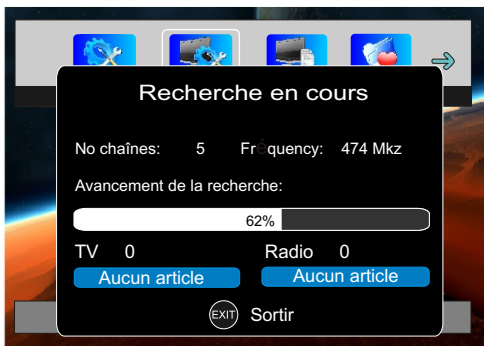 Recherche en cours
No chaînes: 5 Fréquency: 474 Mkz
Avancement de la recherche:
62%
TV 0 Radio 0
Aucun article Aucun article
EXIT Sortir